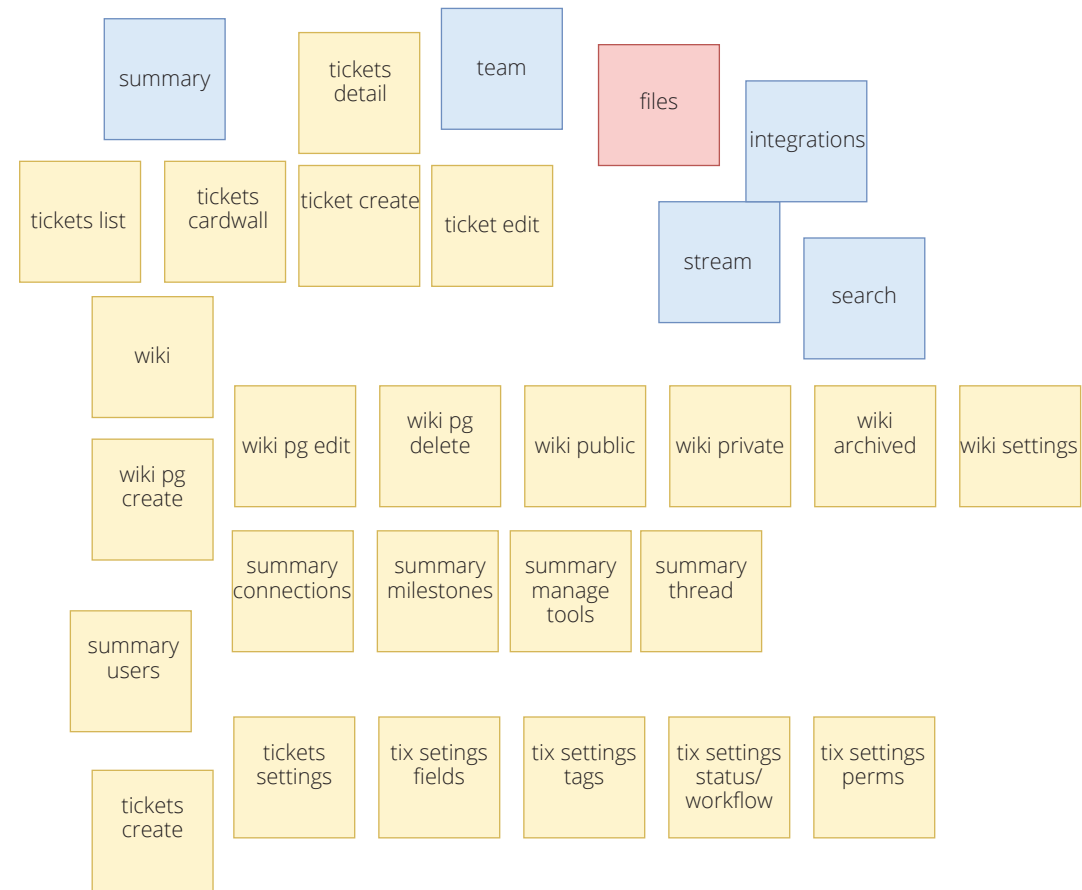 summary
tickets
detail
team
files
integrations
tickets list
tickets
cardwall
ticket create
ticket edit
stream
search
wiki
wiki pg
create
wiki pg edit
wiki pg
delete
wiki public
wiki private
wiki
archived
wiki settings
summary
connections
summary
milestones
summary
manage
tools
summary
thread
summary
users
tickets
settings
tix setings
fields
tix settings
tags
tix settings
status/
workflow
tix settings
perms
tickets
create